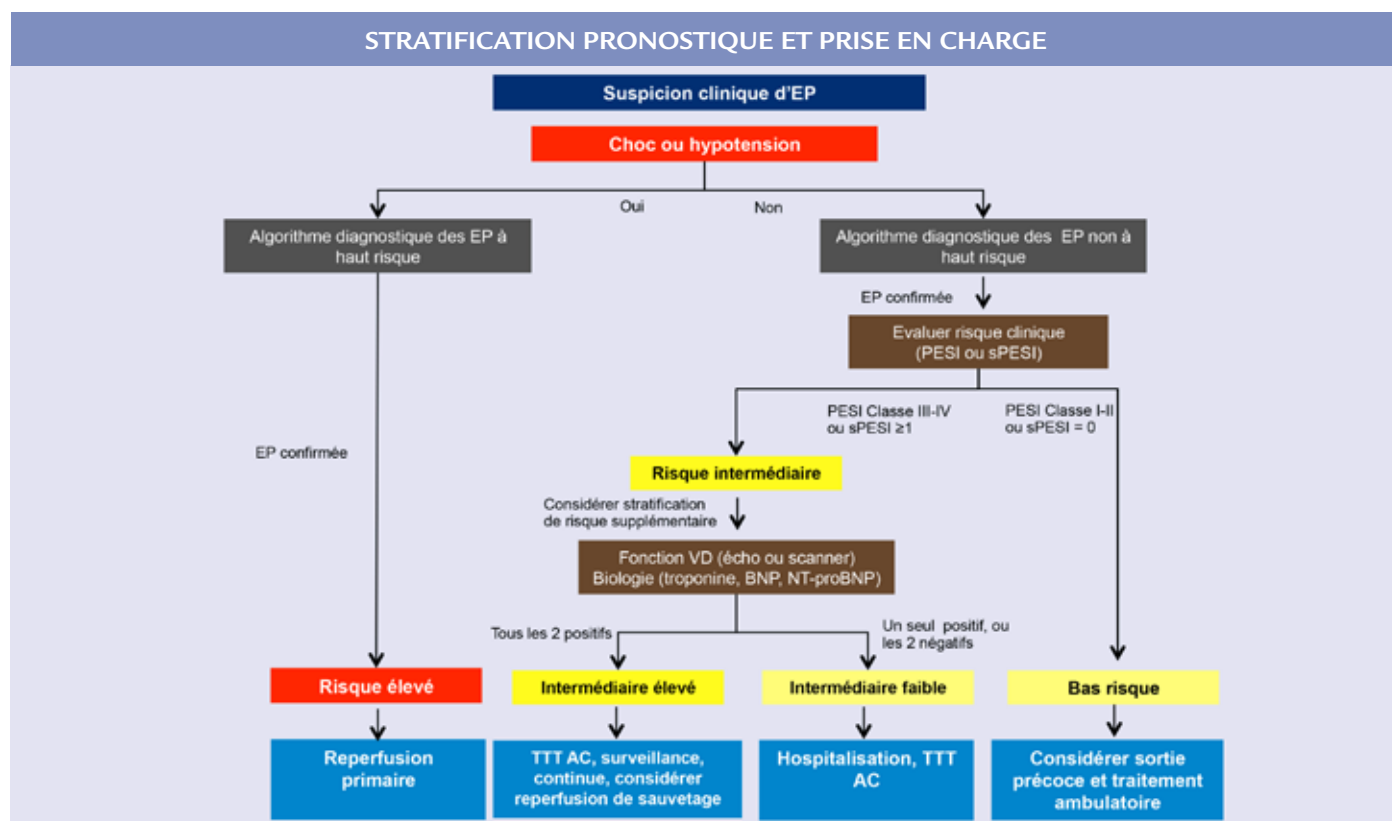 STRATIFICATION PRONOSTIQUE ET PRISE EN CHARGE
Suspicion clinique d'EP
Choc ou hypotension
Oui
Non
Algorithme diagnostique des EP à
haut risque
Algorithme diagnostique des EP non à
haut risque
EP confirmée
Evaluer risque clinique
(PESI ou sPESI)
PESI Classe III-IV
ou sPESI ≥1
PESI Classe I-II
ou sPESI = 0
EP confirmée
Risque intermédiaire
Considérer stratification
de risque supplémentaire
Fonction VD (écho ou scanner)
Biologie (troponine, BNP, NT-proBNP)
Tous les 2 positifs
Un seul positif, ou
les 2 négatifs
Risque élevé
Intermédiaire élevé
Intermédiaire faible
Bas risque
Reperfusion
primaire
TTT AC, surveillance,
continue, considérer
reperfusion de sauvetage
Hospitalisation, TTT
AC
Considérer sortie
précoce et traitement
ambulatoire